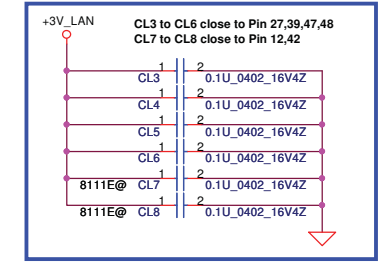 +3V_LAN
CL3 to CL6 close to Pin 27,39,47,48
CL7 to CL8 close to Pin 12,42
1 2
CL3 0.1U_0402_16V4Z
1 2
CL4 0.1U_0402_16V4Z
1 2
CL5 0.1U_0402_16V4Z
1 2
CL6 0.1U_0402_16V4Z
1 2
8111E@ CL7 0.1U_0402_16V4Z
1 2
8111E@ CL8 0.1U_0402_16V4Z